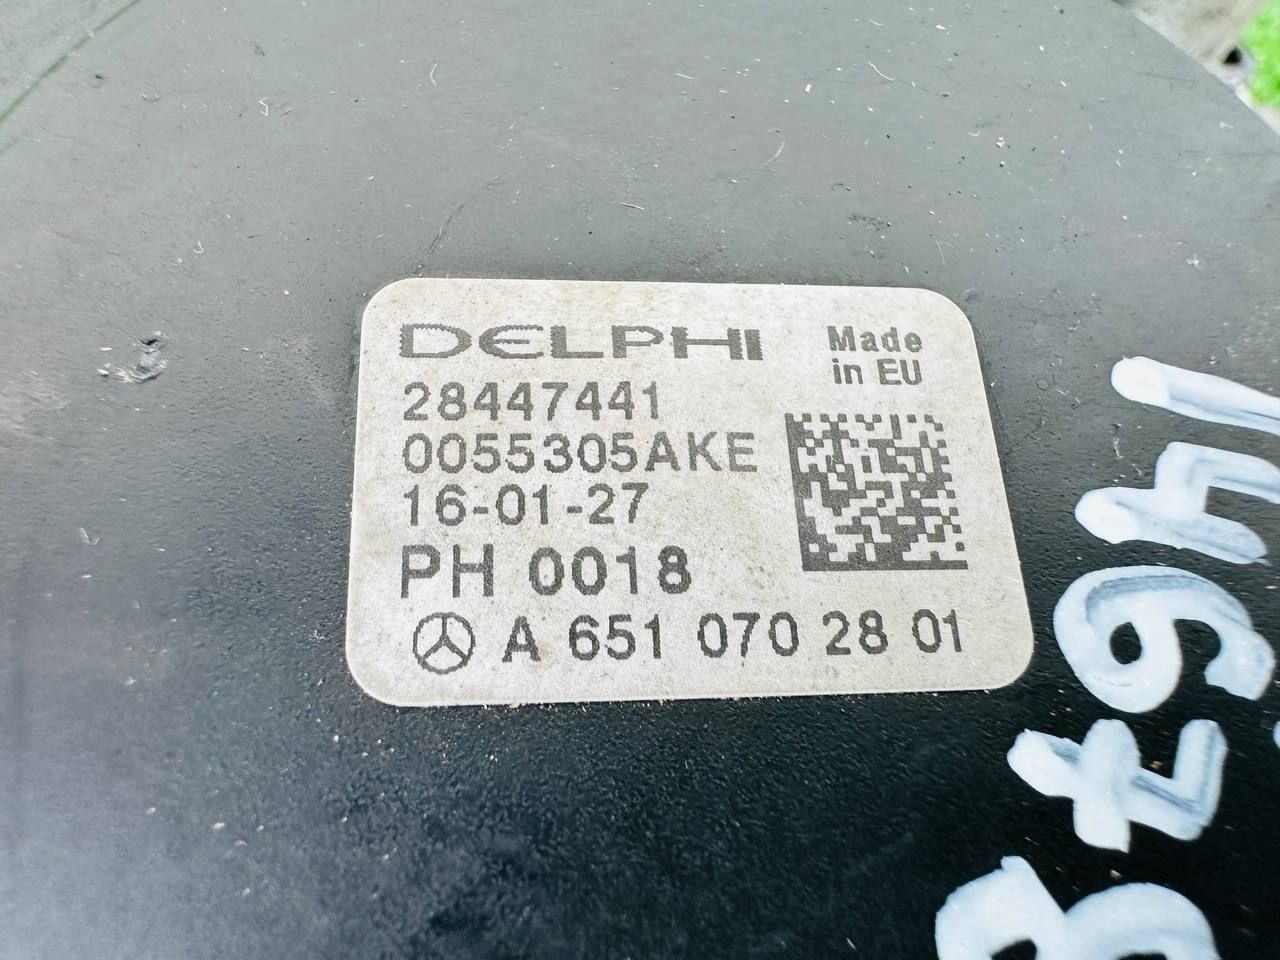 DELPHI
Made
in EU
28447441
0055305AKE
16-01-27
PH 0018
A 651 070 28 01